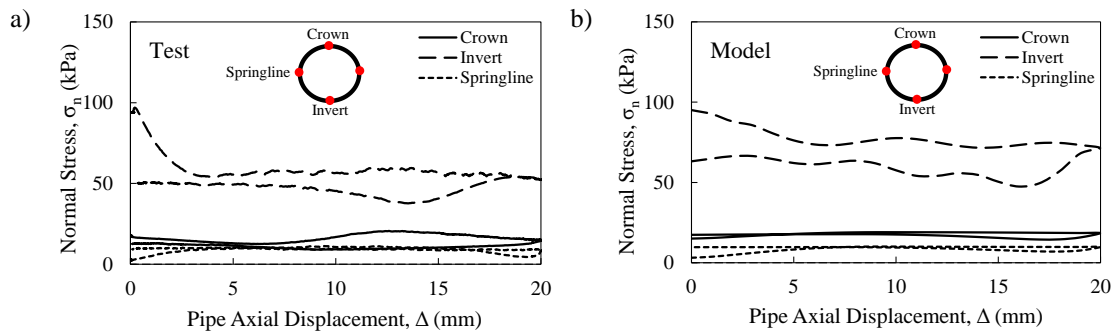 a)
Normal Stress, σn (kPa)
150
100
50
0
Test
Crown
Springline
Invert
Crown
Invert
Springline
0 5 10 15 20
Pipe Axial Displacement, Δ (mm)
b)
Normal Stress, σn (kPa)
150
100
50
0
Model
Crown
Springline
Invert
Crown
Invert
Springline
0 5 10 15 20
Pipe Axial Displacement, Δ (mm)